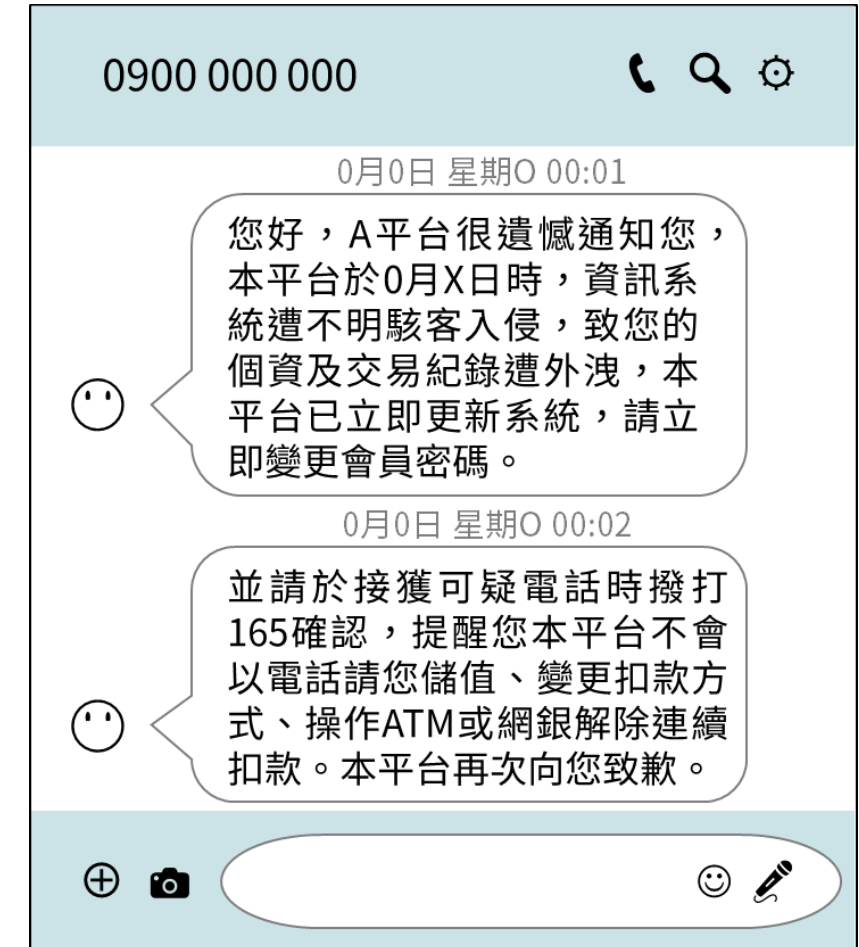 0900 000 000
0月0日 星期O 00:01
您好，A平台很遺憾通知您，
本平台於0月X日時，資訊系
統遭不明駭客入侵，致您的
個資及交易紀錄遭外洩，本
平台已立即更新系統，請立
即變更會員密碼。
0月0日 星期O 00:02
並請於接獲可疑電話時撥打
165確認，提醒您本平台不會
以電話請您儲值、變更扣款方
式、操作ATM或網銀解除連續
扣款。本平台再次向您致歉。